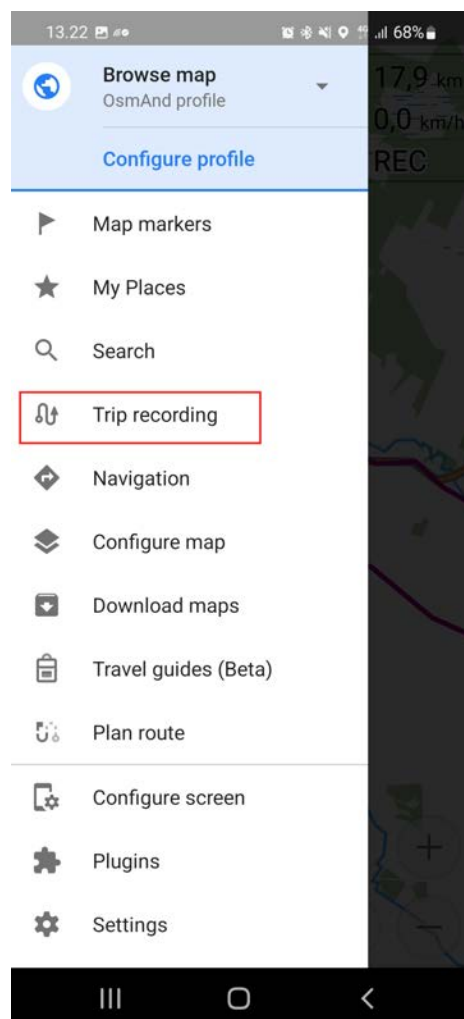 13.22
68%
Browse map
OsmAnd profile
Configure profile
17,9 km
0,0 km/h
REC
Map markers
My Places
Search
Trip recording
Navigation
Configure map
Download maps
Travel guides (Beta)
Plan route
Configure screen
Plugins
Settings